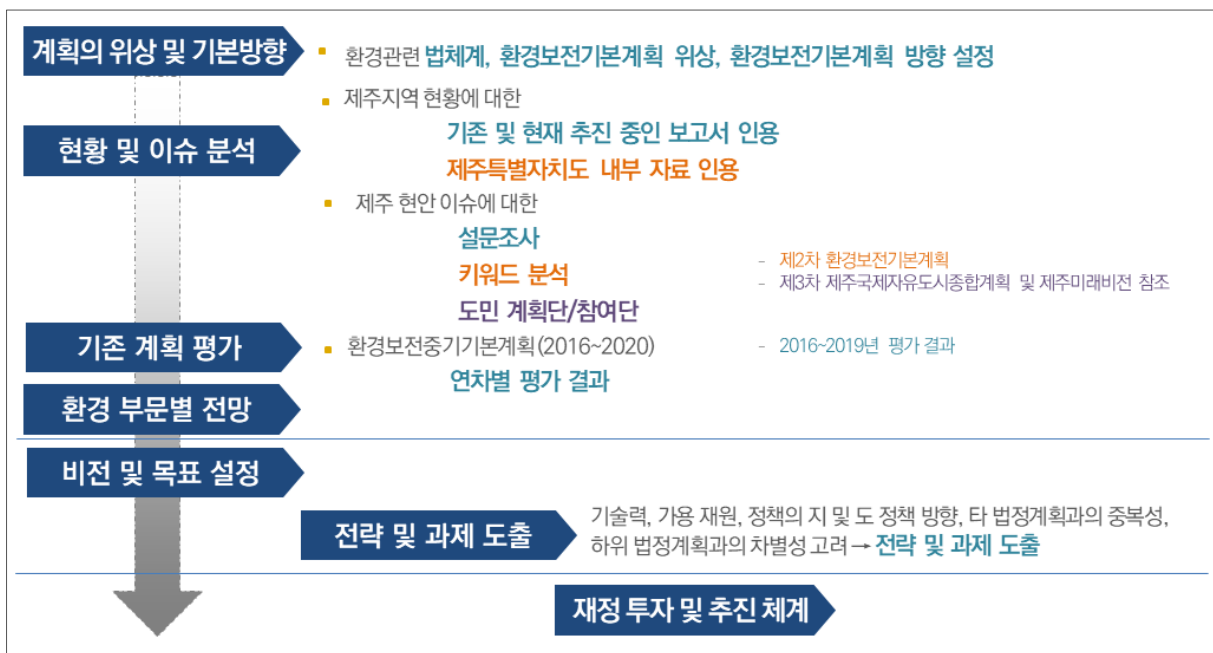 계획의 위상 및 기본방향
환경관련 법체계, 환경보전기본계획 위상, 환경보전기본계획 방향 설정
제주지역 현황에 대한
현황 및 이슈 분석
기존 및 현재 추진 중인 보고서 인용
제주특별자치도 내부 자료 인용
제주 현안 이슈에 대한
설문조사
키워드 분석
- 제2차 환경보전기본계획
- 제3차 제주국제자유도시종합계획 및 제주미래비전 참조
도민 계획단/참여단
기존 계획 평가
환경보전중기기본계획(2016~2020)
- 2016~2019년 평가 결과
연차별 평가 결과
환경 부문별 전망
비전 및 목표 설정
전략 및 과제 도출
기술력, 가용 재원, 정책의 지 및 도 정책 방향, 타 법정계획과의 중복성,
하위 법정계획과의 차별성 고려 → 전략 및 과제 도출
재정 투자 및 추진 체계